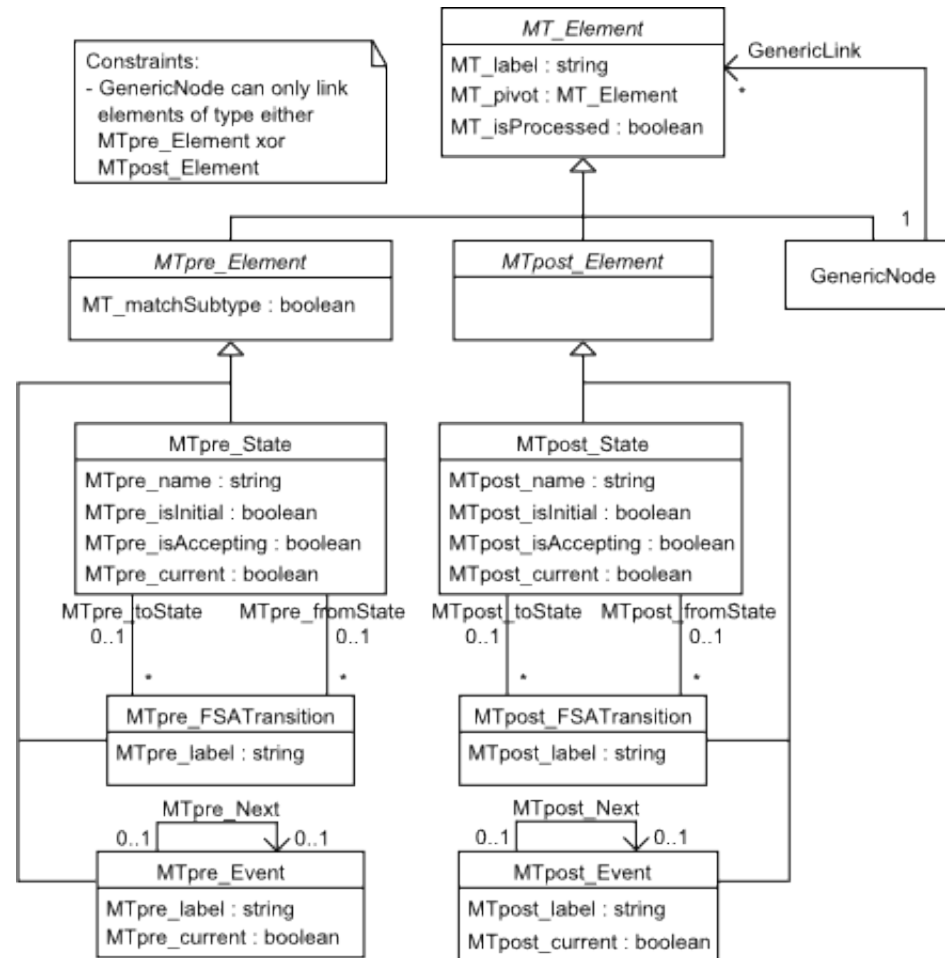 MT_Element
MT_label : string
MT_pivot : MT_Element
MT_isProcessed : boolean
Constraints:
- GenericNode can only link
elements of type either
MTpre_Element xor
MTpost_Element
GenericLink
*
1
GenericNode
MTpre_Element
MT_matchSubtype : boolean
MTpost_Element
MTpre_State
MTpre_name : string
MTpre_isInitial : boolean
MTpre_isAccepting : boolean
MTpre_current : boolean
MTpost_State
MTpost_name : string
MTpost_isInitial : boolean
MTpost_isAccepting : boolean
MTpost_current : boolean
MTpre_toState
MTpre_fromState
0..1
0..1
*
*
MTpost_toState
MTpost_fromState
0..1
0..1
*
*
MTpre_FSATransition
MTpre_label : string
MTpost_FSATransition
MTpost_label : string
MTpre_Next
0..1
0..1
MTpost_Next
0..1
0..1
MTpre_Event
MTpre_label : string
MTpre_current : boolean
MTpost_Event
MTpost_label : string
MTpost_current : boolean